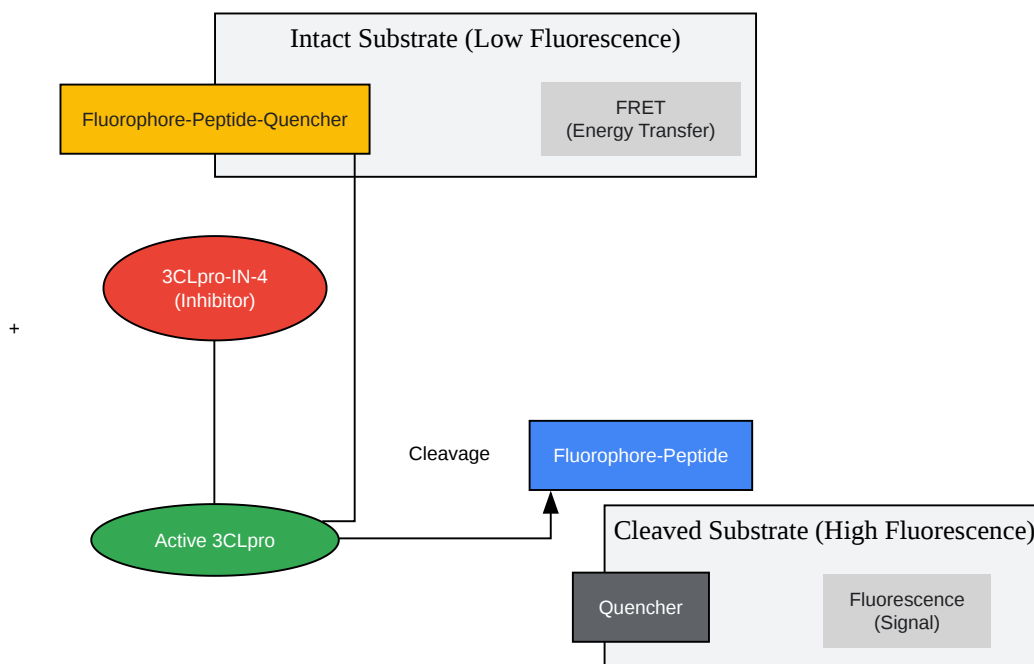 Intact Substrate (Low Fluorescence)
Fluorophore-Peptide-Quencher
FRET
(Energy Transfer)
3CLpro-IN-4
(Inhibitor)
+
Cleavage
Fluorophore-Peptide
Active 3CLpro
Cleaved Substrate (High Fluorescence)
Quencher
Fluorescence
(Signal)